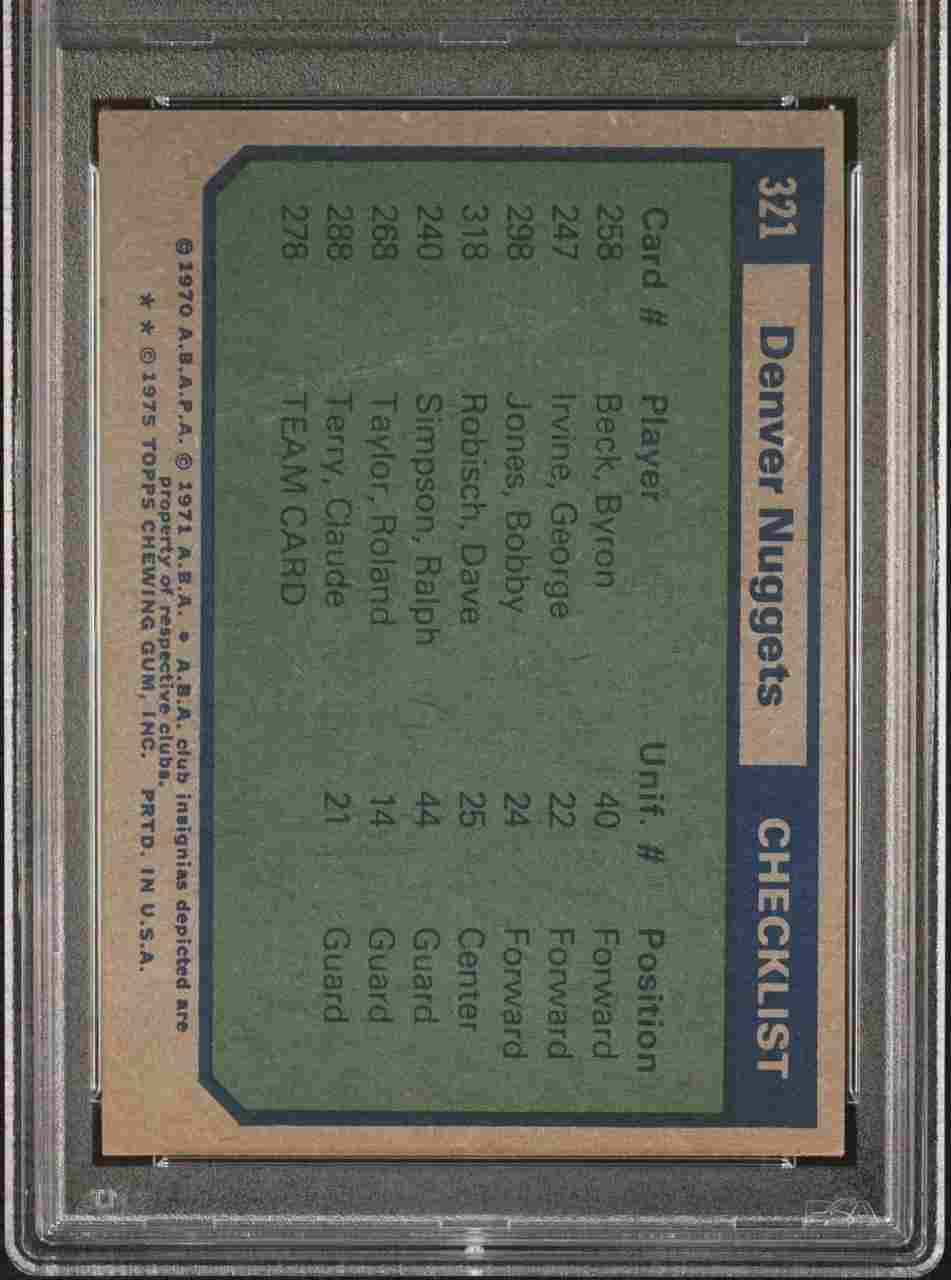 321 Denver Nuggets CHECKLIST
Card # Player Unif. # Position
258 Beck, Byron 40 Forward
247 Irvine, George 22 Forward
298 Jones, Bobby 24 Forward
318 Robisch, Dave 25 Center
240 Simpson, Ralph 44 Guard
268 Taylor, Roland 14 Guard
288 Terry, Claude 21 Guard
278 TEAM CARD
© 1970 A.B.A.P.A. © 1971 A.B.A. • A.B.A. club insignias depicted are
property of respective clubs.
* * © 1975 TOPPS CHEWING GUM, INC. PRTD. IN U.S.A.
PSA